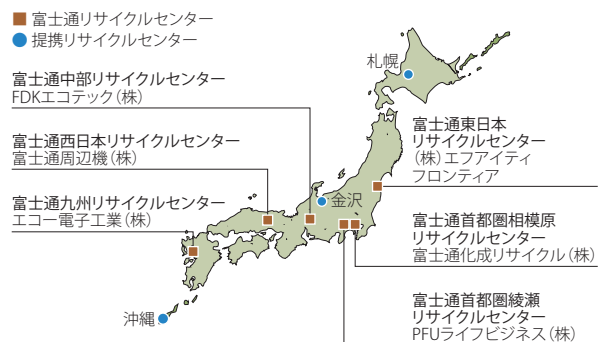 富士通リサイクルセンター
提携リサイクルセンター
富士通中部リサイクルセンター
FDKエコテック(株)
富士通西日本リサイクルセンター
富士通周辺機(株)
富士通九州リサイクルセンター
エコー電子工業(株)
札幌
金沢
沖縄
富士通東日本
リサイクルセンター
(株)エフアイティ
フロンティア
富士通首都圏相模原
リサイクルセンター
富士通化成リサイクル(株)
富士通首都圏綾瀬
リサイクルセンター
PFUライフビジネス(株)